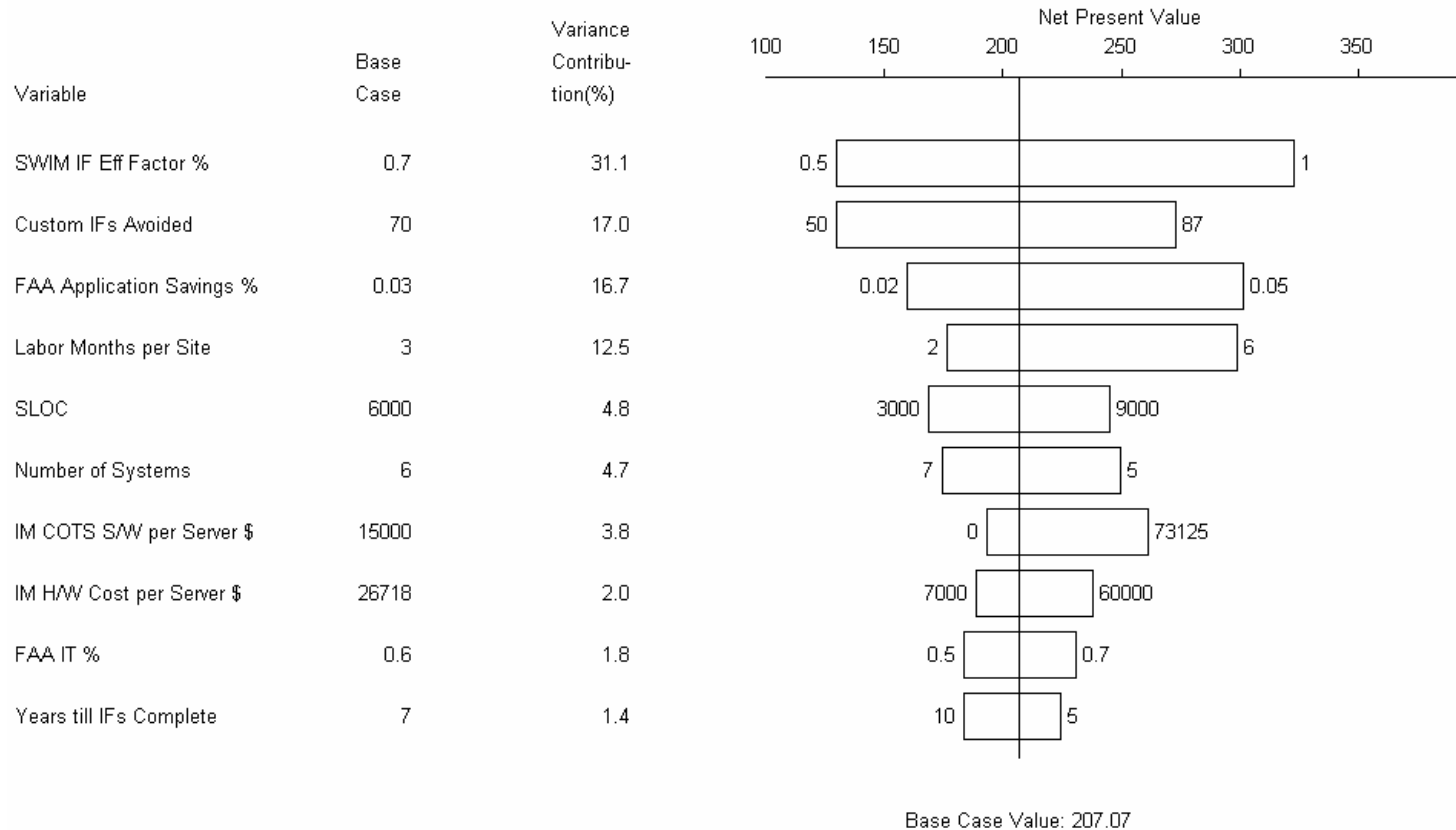 Net Present Value
Variance
100 150 200 250 300 350
Base Contribu-
Variable Case tion(%)
SWIM IF Eff Factor % 0.7 31.1 0.5 1
Custom IFs Avoided 70 17.0 50 87
FAA Application Savings % 0.03 16.7 0.02 0.05
Labor Months per Site 3 12.5 2 6
SLOC 6000 4.8 3000 9000
Number of Systems 6 4.7 7 5
IM COTS S/W per Server $ 15000 3.8 0 73125
IM H/W Cost per Server $ 26718 2.0 7000 60000
FAA IT % 0.6 1.8 0.5 0.7
Years till IFs Complete 7 1.4 10 5
Base Case Value: 207.07